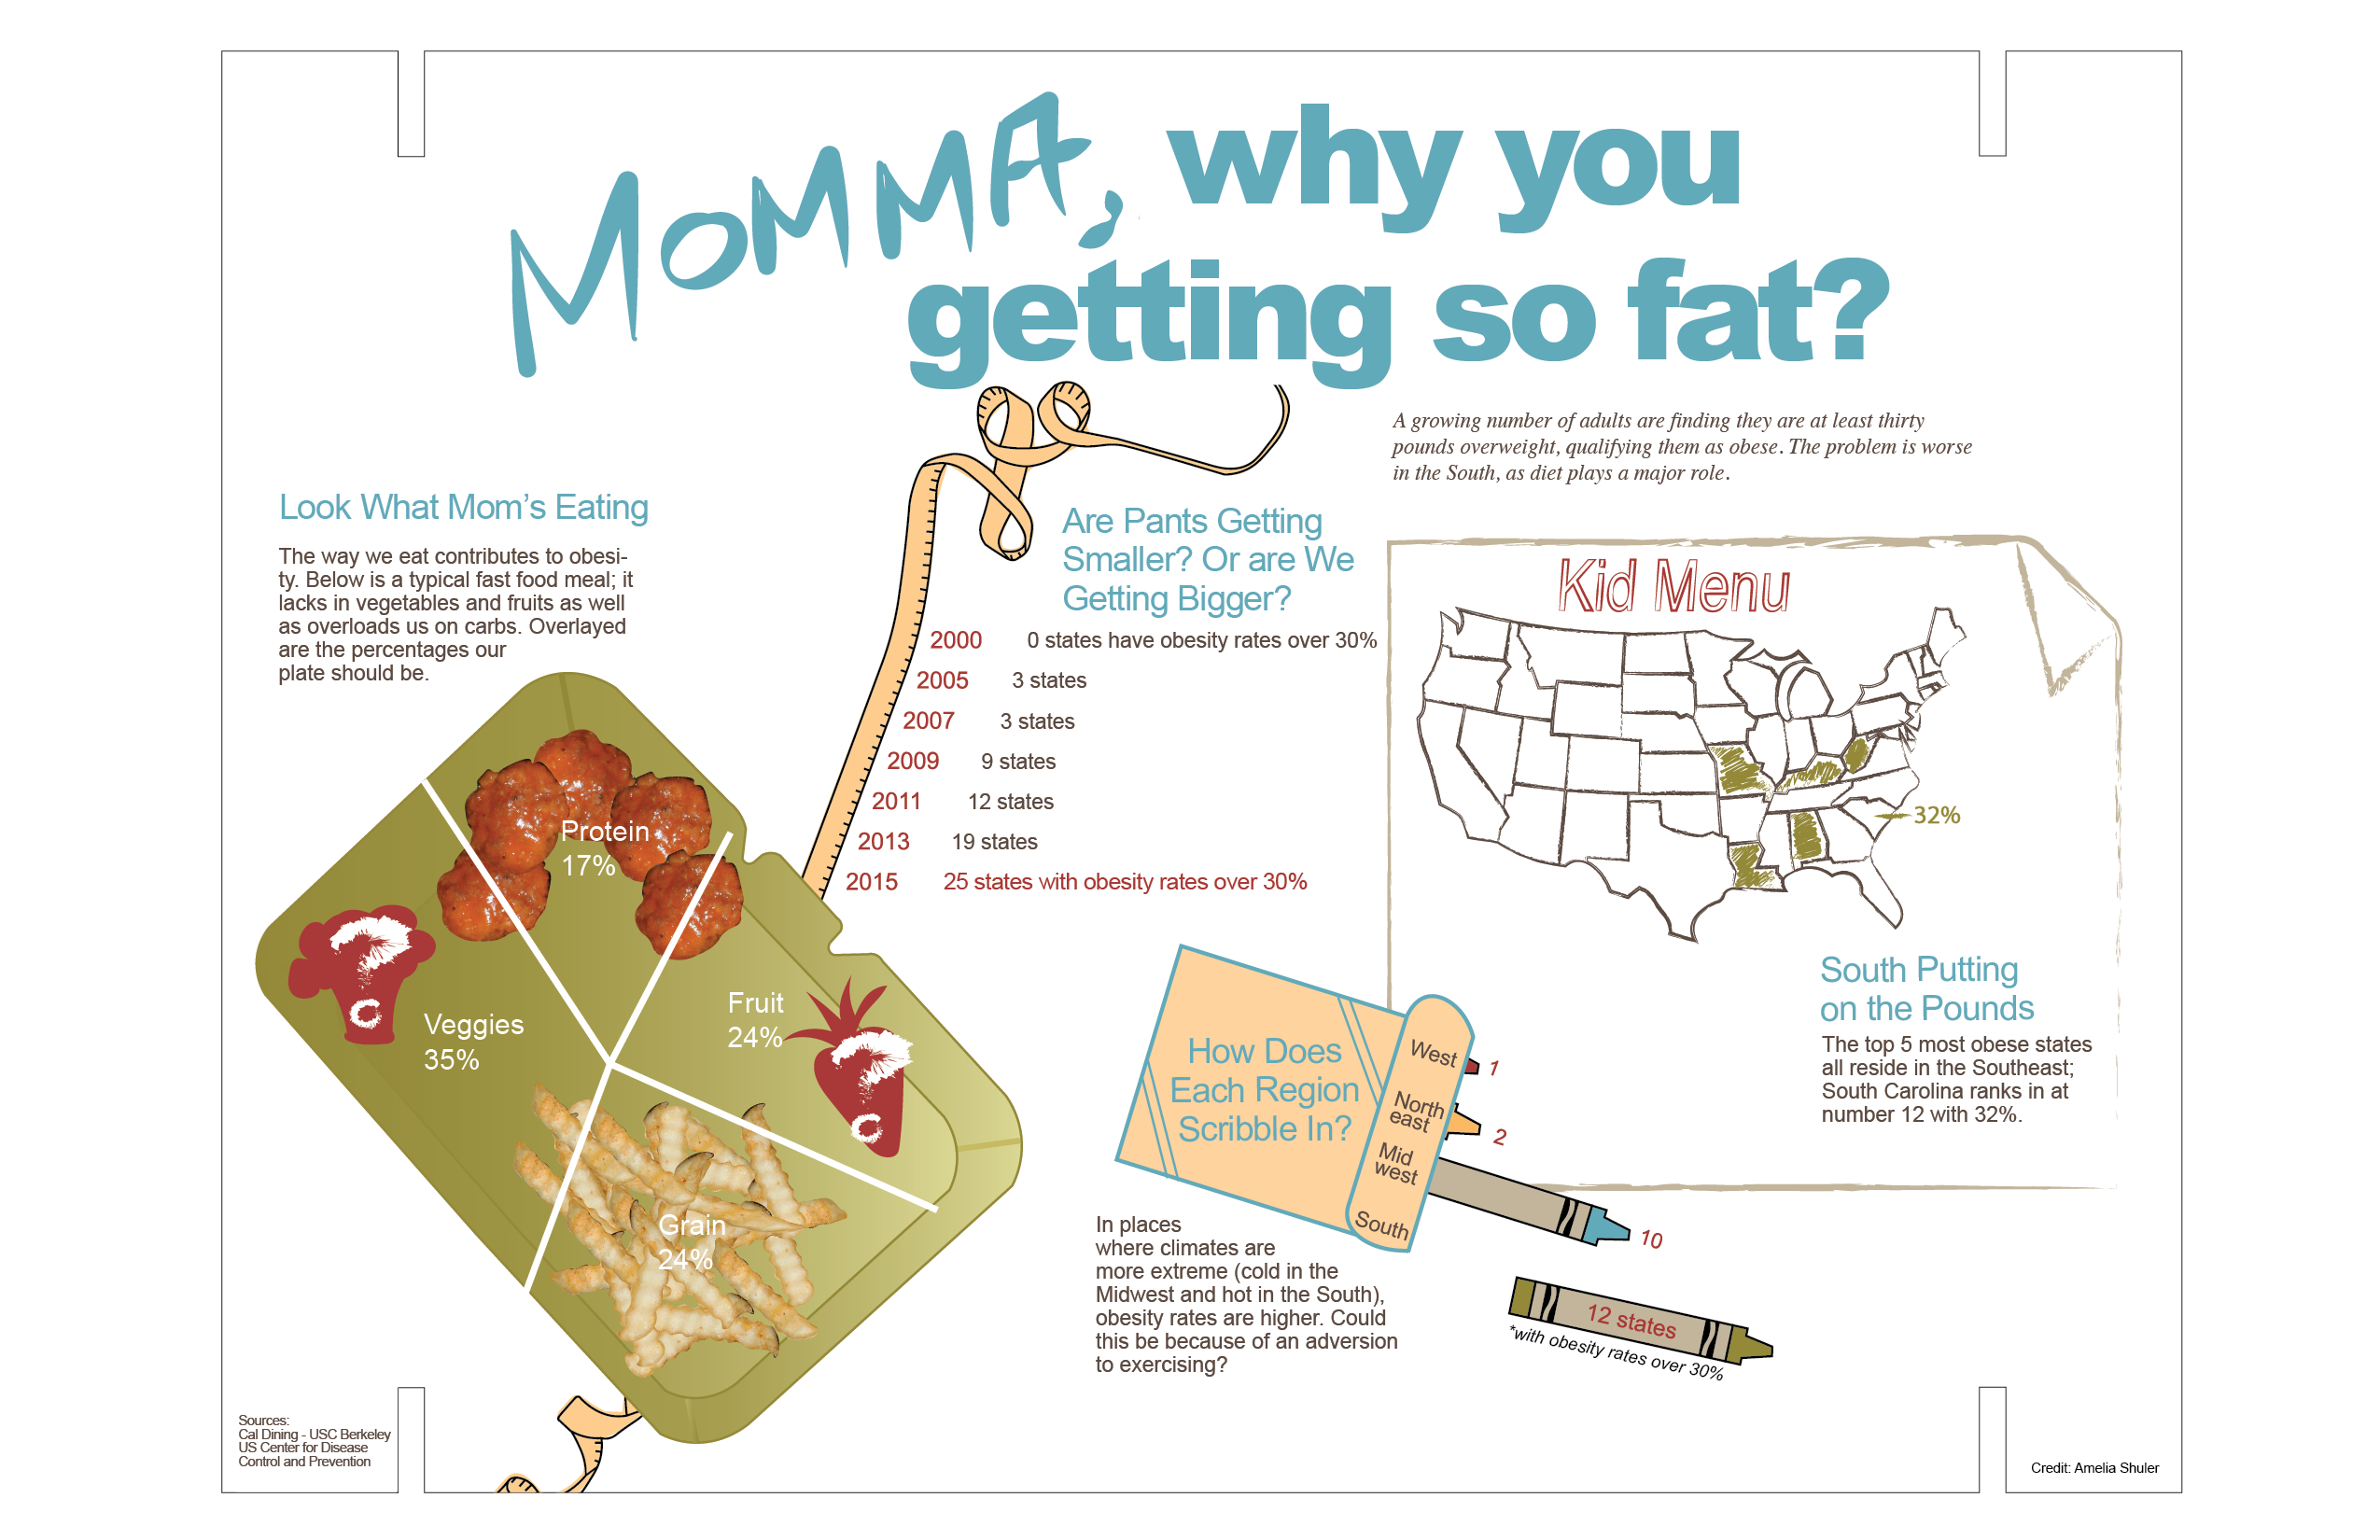 MOMMA, why you
getting so fat?
A growing number of adults are finding they are at least thirty
pounds overweight, qualifying them as obese. The problem is worse
in the South, as diet plays a major role.
Look What Mom's Eating
The way we eat contributes to obesi-
ty. Below is a typical fast food meal; it
lacks in vegetables and fruits as well
as overloads us on carbs. Overlayed
are the percentages our
plate should be.
Protein
17%
Veggies
35%
Fruit
24%
Grain
24%
Are Pants Getting
Smaller? Or are We
Getting Bigger?
2000 0 states have obesity rates over 30%
2005 3 states
2007 3 states
2009 9 states
2011 12 states
2013 19 states
2015 25 states with obesity rates over 30%
Kid Menu
32%
South Putting
on the Pounds
The top 5 most obese states
all reside in the Southeast;
South Carolina ranks in at
number 12 with 32%.
How Does
Each Region
Scribble In?
West 1
North
east 2
Mid
west 10
South
12 states
*with obesity rates over 30%
In places
where climates are
more extreme (cold in the
Midwest and hot in the South),
obesity rates are higher. Could
this be because of an adversion
to exercising?
Sources:
Cal Dining - USC Berkeley
US Center for Disease
Control and Prevention
Credit: Amelia Shuler